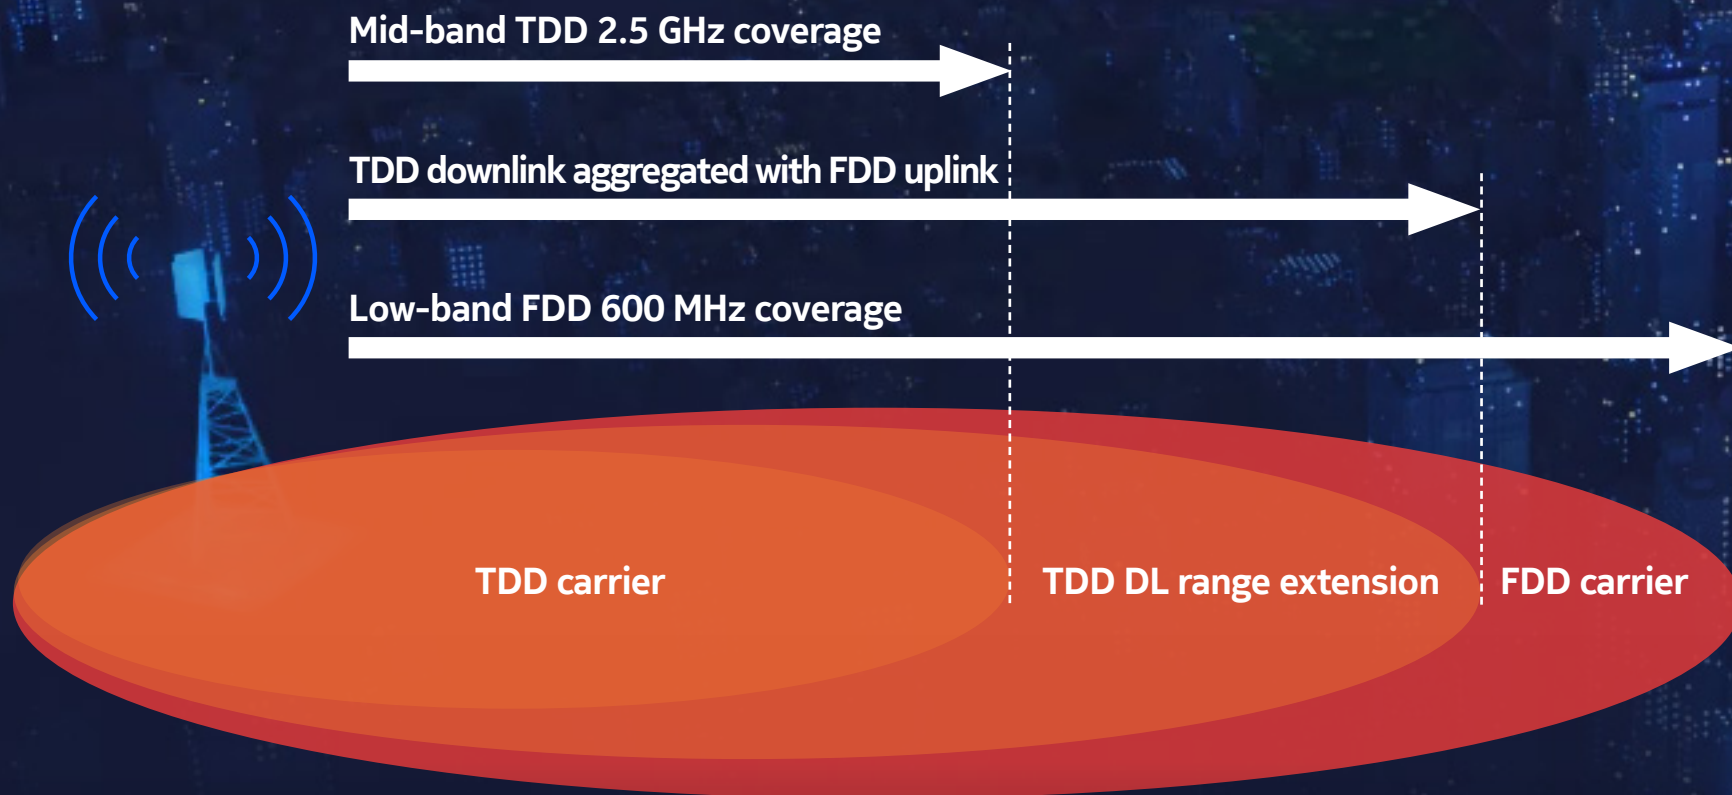 Mid-band TDD 2.5 GHz coverage
TDD downlink aggregated with FDD uplink
Low-band FDD 600 MHz coverage
TDD carrier
TDD DL range extension
FDD carrier